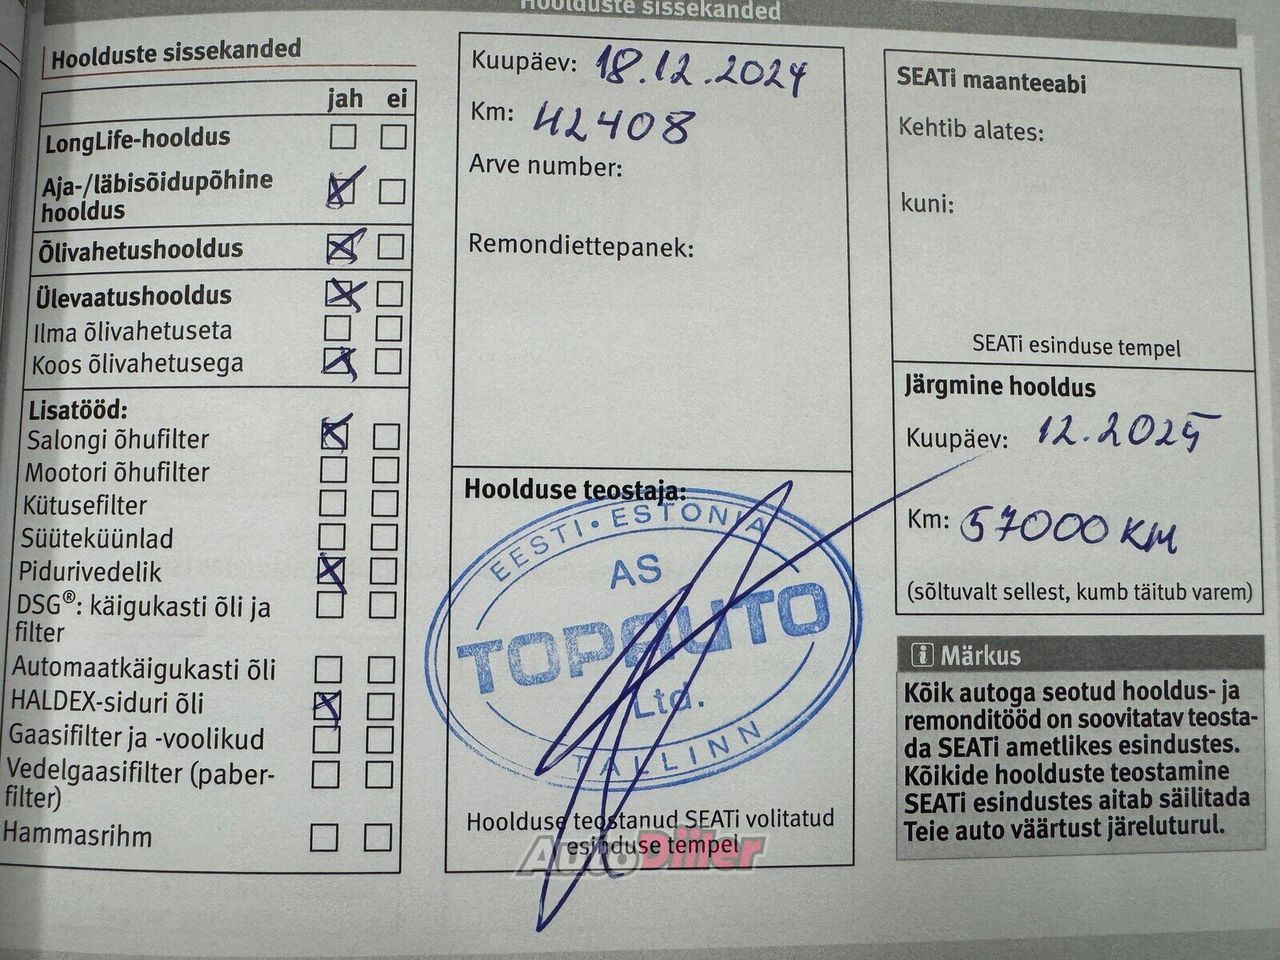 Hoolduste sissekanded
Hoolduste sissekanded
jah ei
LongLife-hooldus
Aja-/läbisõidupõhine
hooldus
Õlivahetushooldus
Ülevaatushooldus
Ilma õlivahetuseta
Koos õlivahetusega
Lisatööd:
Salongi õhufilter
Mootori õhufilter
Kütusefilter
Süüteküünlad
Pidurivedelik
DSG®: käigukasti õli ja
filter
Automaatkäigukasti õli
HALDEX-siduri õli
Gaasifilter ja -voolikud
Vedelgaasifilter (paber-
filter)
Hammasrihm
Kuupäev: 18.12.2024
Km: 42408
Arve number:
Remondiettepanek:
Hoolduse teostaja:
EESTI • ESTONIA
AS
TOPAUTO
Ltd.
TALLINN
Hoolduse teostanud SEATi volitatud
esinduse tempel
AutoDiiler
SEATi maanteeabi
Kehtib alates:
kuni:
SEATi esinduse tempel
Järgmine hooldus
Kuupäev: 12.2025
Km: 57000 KM
(sõltuvalt sellest, kumb täitub varem)
i Märkus
Kõik autoga seotud hooldus- ja
remonditööd on soovitatav teosta-
da SEATi ametlikes esindustes.
Kõikide hoolduste teostamine
SEATi esindustes aitab säilitada
Teie auto väärtust järeluturul.